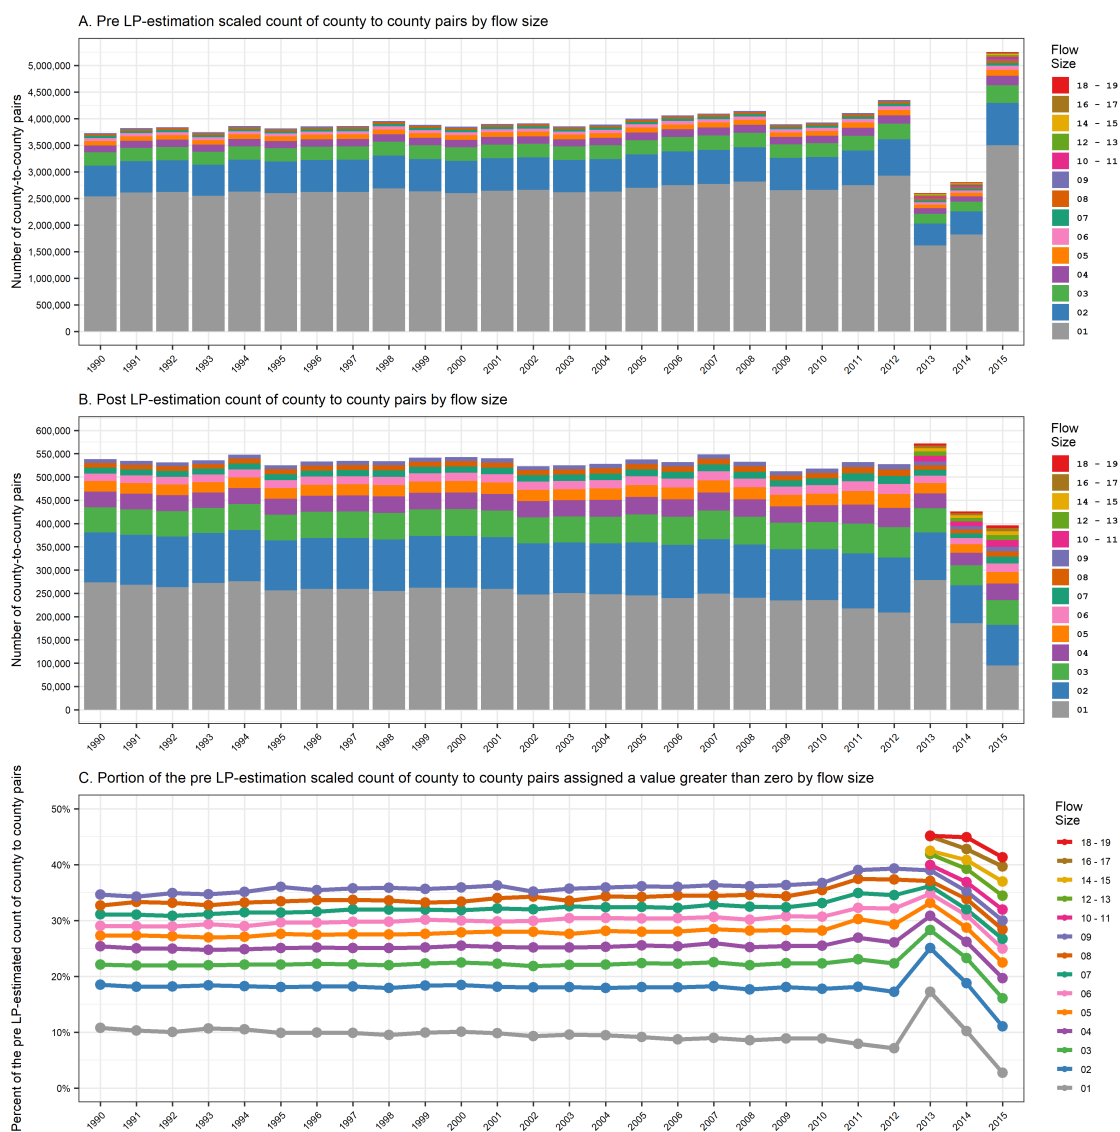 A. Pre LP-estimation scaled count of county to county pairs by flow size
Number of county-to-county pairs
5,000,000
4,500,000
4,000,000
3,500,000
3,000,000
2,500,000
2,000,000
1,500,000
1,000,000
500,000
0
1990 1991 1992 1993 1994 1995 1996 1997 1998 1999 2000 2001 2002 2003 2004 2005 2006 2007 2008 2009 2010 2011 2012 2013 2014 2015
Flow
Size
18 - 19
16 - 17
14 - 15
12 - 13
10 - 11
09
08
07
06
05
04
03
02
01
B. Post LP-estimation count of county to county pairs by flow size
Number of county-to-county pairs
600,000
550,000
500,000
450,000
400,000
350,000
300,000
250,000
200,000
150,000
100,000
50,000
0
1990 1991 1992 1993 1994 1995 1996 1997 1998 1999 2000 2001 2002 2003 2004 2005 2006 2007 2008 2009 2010 2011 2012 2013 2014 2015
Flow
Size
18 - 19
16 - 17
14 - 15
12 - 13
10 - 11
09
08
07
06
05
04
03
02
01
C. Portion of the pre LP-estimation scaled count of county to county pairs assigned a value greater than zero by flow size
Percent of the pre LP-estimated count of county to county pairs
50%
40%
30%
20%
10%
0%
1990 1991 1992 1993 1994 1995 1996 1997 1998 1999 2000 2001 2002 2003 2004 2005 2006 2007 2008 2009 2010 2011 2012 2013 2014 2015
Flow
Size
18 - 19
16 - 17
14 - 15
12 - 13
10 - 11
09
08
07
06
05
04
03
02
01